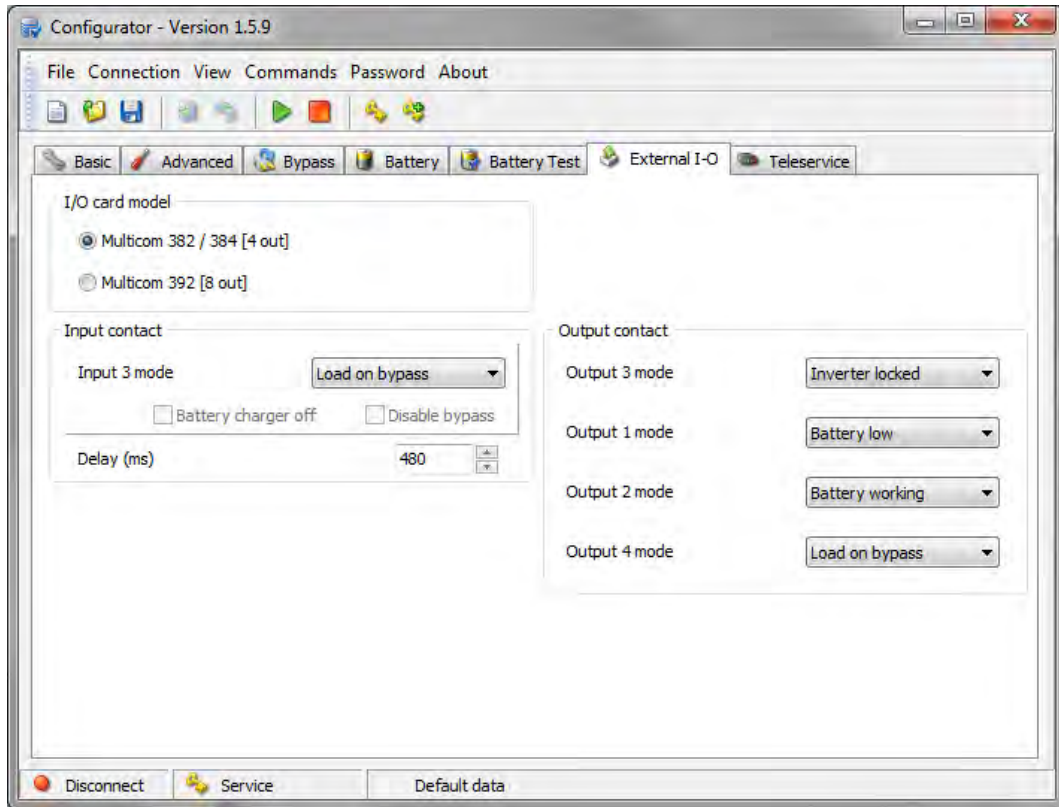 Configurator - Version 1.5.9
File Connection View Commands Password About
Basic Advanced Bypass Battery Battery Test External I-O Teleservice
I/O card model
Multicom 382 / 384 [4 out]
Multicom 392 [8 out]
Input contact
Input 3 mode Load on bypass
Battery charger off Disable bypass
Delay (ms) 480
Output contact
Output 3 mode Inverter locked
Output 1 mode Battery low
Output 2 mode Battery working
Output 4 mode Load on bypass
Disconnect Service Default data